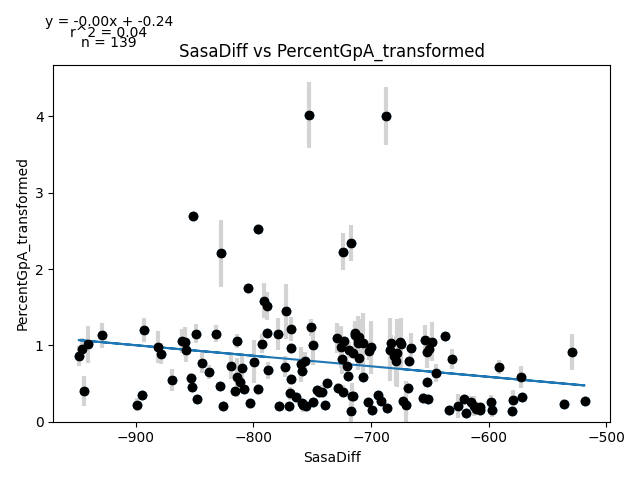 y = -0.00x + -0.24
r^2 = 0.04
n = 139
SasaDiff vs PercentGpA_transformed
PercentGpA_transformed
4
3
2
1
0
−900
−800
−700
−600
−500
SasaDiff